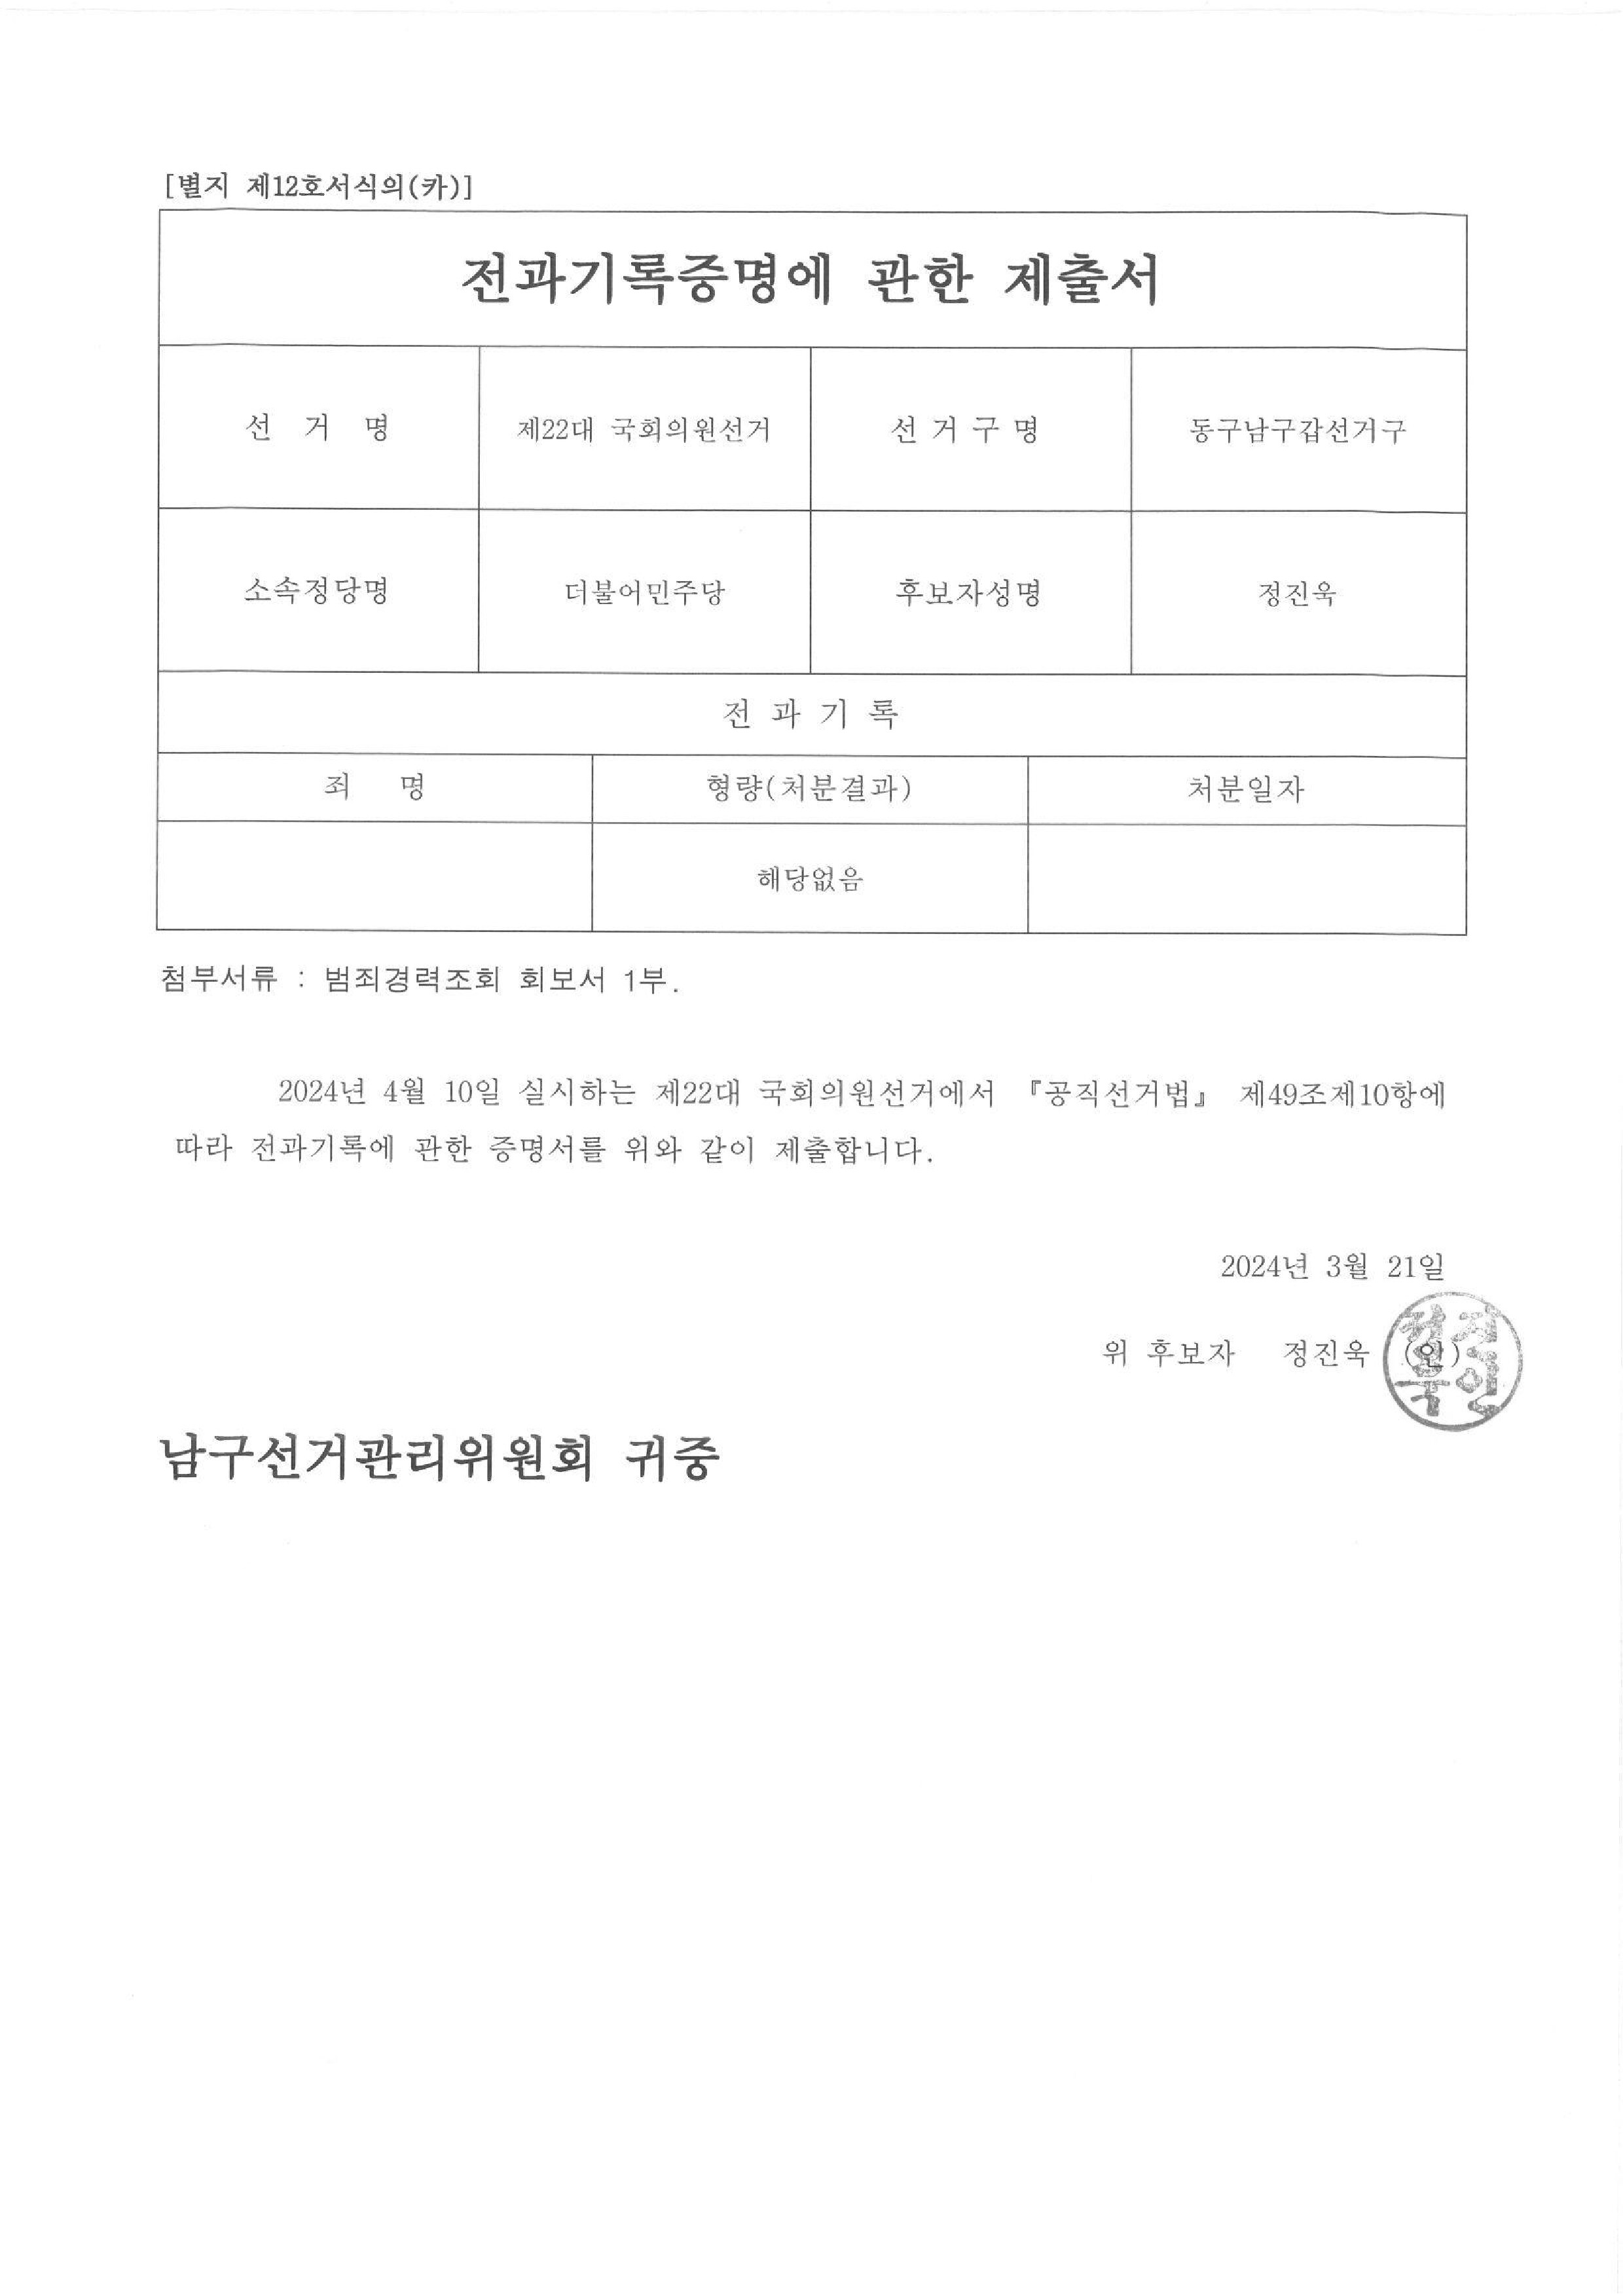 [별지 제12호서식의(카)]
전과기록증명에 관한 제출서
선 거 명 제22대 국회의원선거 선 거 구 명 동구남구갑선거구
소속정당명 더불어민주당 후보자성명 정진욱
전 과 기 록
죄 명 형량(처분결과) 처분일자
해당없음
첨부서류 : 범죄경력조회 회보서 1부.
2024년 4월 10일 실시하는 제22대 국회의원선거에서 『공직선거법』 제49조제10항에
따라 전과기록에 관한 증명서를 위와 같이 제출합니다.
2024년 3월 21일
위 후보자 정진욱 (인)
남구선거관리위원회 귀중